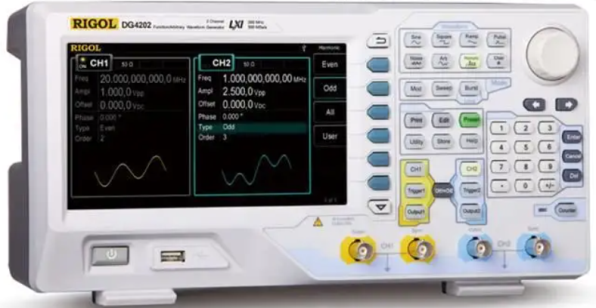 RIGOL DG4202 Function/Arbitrary Waveform Generator LXI 200 MHz 500 MSa/s
2 Channel
RIGOL
Harmonic
CH1 50 Ω
Freq 20.000,000,000,0 MHz
Ampl 1.000,0 Vpp
Offset 0.000,0 VDC
Phase 0.000 °
Type Even
Order 2
CH2 50 Ω
Freq 1.000,000,000,00 MHz
Ampl 2.500,0 Vpp
Offset 0.000,0 VDC
Phase 0.000 °
Type Odd
Order 3
Even
Odd
All
User
Sine Square Ramp Pulse
Noise Arb User
Mod Sweep Burst
Mode
Print Edit Preset
Utility Store Help
CH1 CH2
Trigger1 Trigger2
Output1 Output2
1 2 3
4 5 6
7 8 9
. 0 +/-
Enter
Cancel
Del
Counter
CH1 CH2